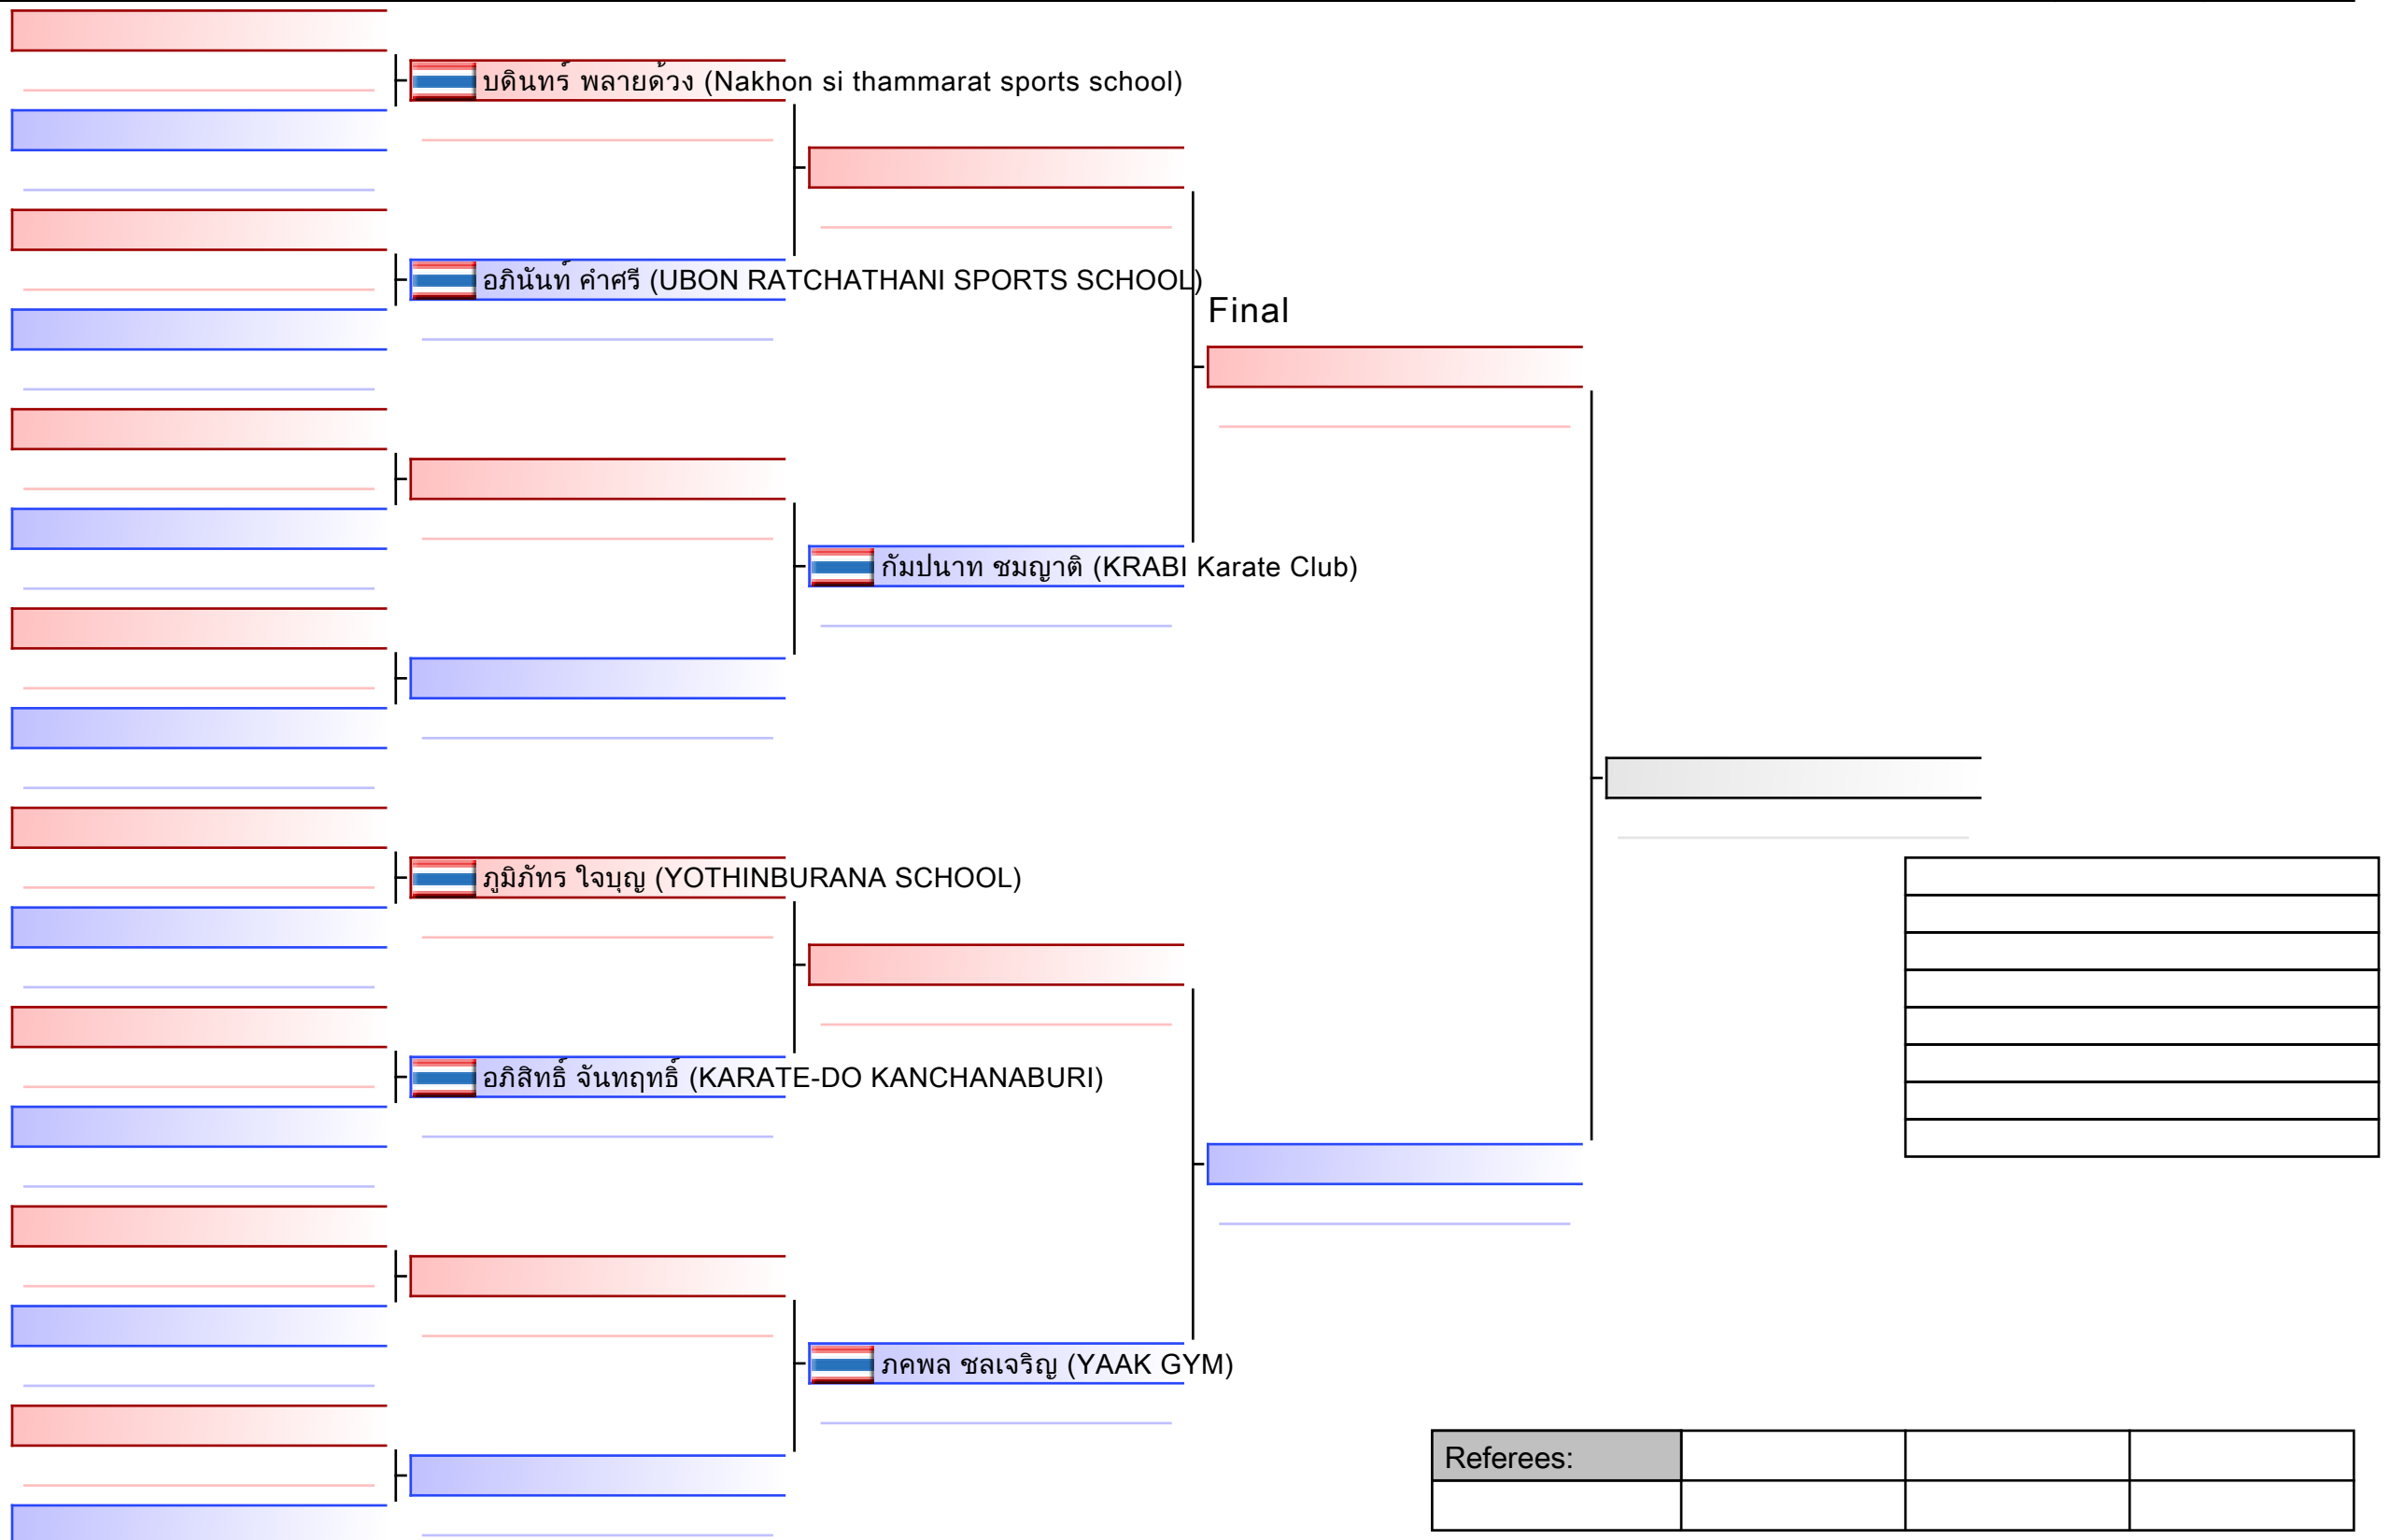 บดินทร์ พลายด้วง (Nakhon si thammarat sports school)
อภินันท์ คำศรี (UBON RATCHATHANI SPORTS SCHOOL)
Final
กัมปนาท ชมญาติ (KRABI Karate Club)
ภูมิภัทร ใจบุญ (YOTHINBURANA SCHOOL)
อภิสิทธิ์ จันทฤทธิ์ (KARATE-DO KANCHANABURI)
ภคพล ชลเจริญ (YAAK GYM)
Referees: